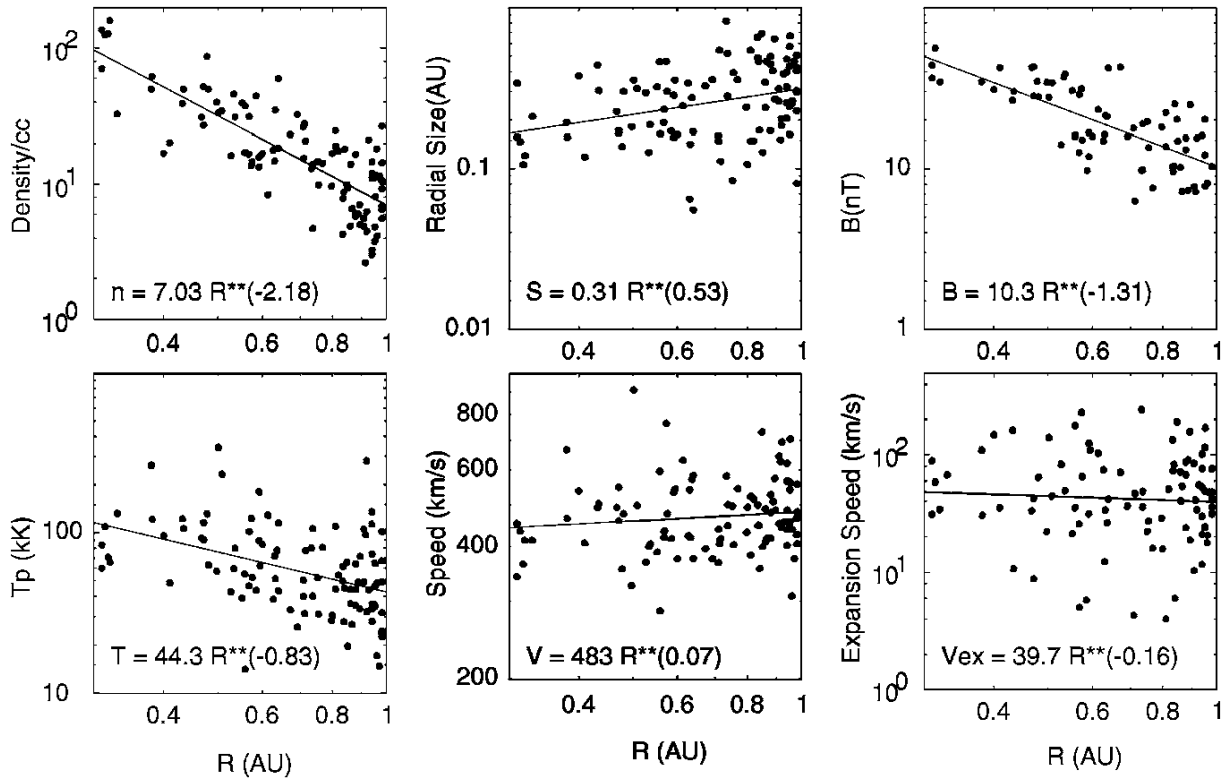 Density/cc
10^2
10^1
10^0
n = 7.03 R**(-2.18)
0.4
0.6
0.8
1
Radial Size(AU)
0.1
0.01
S = 0.31 R**(0.53)
0.4
0.6
0.8
1
B(nT)
10
1
B = 10.3 R**(-1.31)
0.4
0.6
0.8
1
Tp (kK)
100
10
T = 44.3 R**(-0.83)
0.4
0.6
0.8
1
R (AU)
Speed (km/s)
800
600
400
200
V = 483 R**(0.07)
0.4
0.6
0.8
1
R (AU)
Expansion Speed (km/s)
10^2
10^1
10^0
Vex = 39.7 R**(-0.16)
0.4
0.6
0.8
1
R (AU)